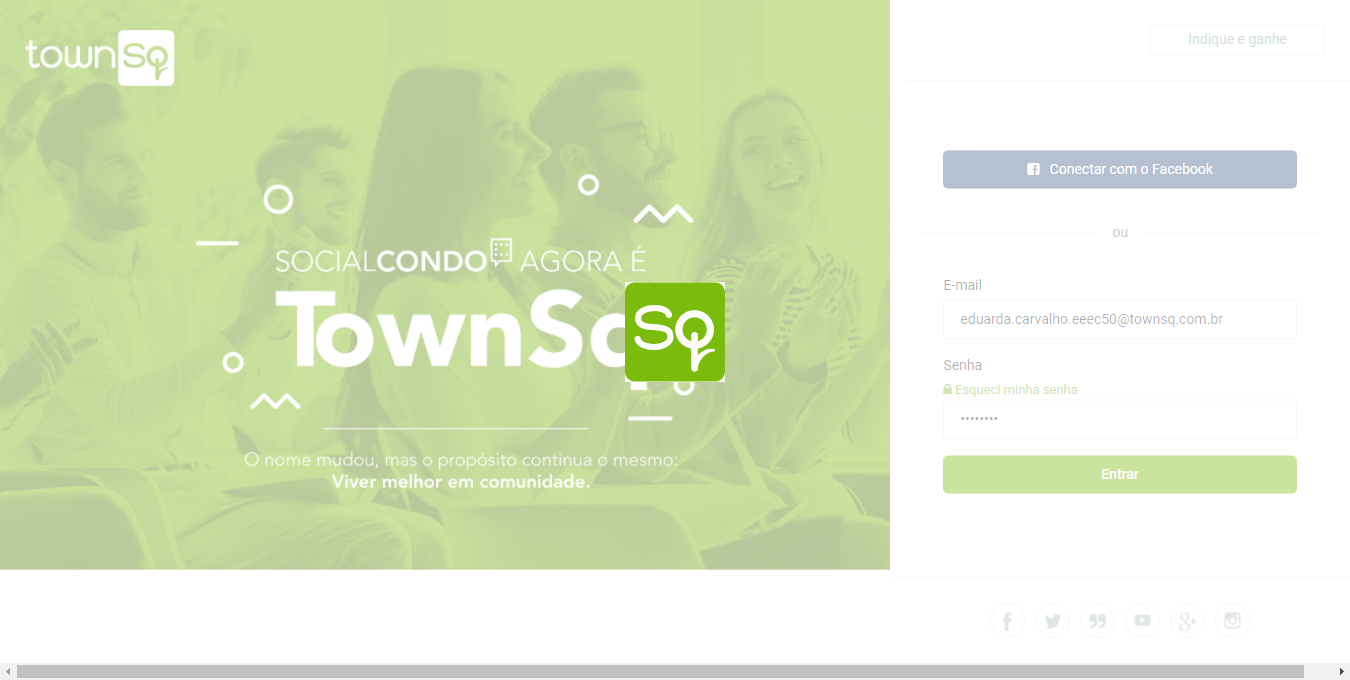 townSq
Indique e ganhe
Conectar com o Facebook
ou
SOCIALCONDO AGORA É
TownSq
Sq
O nome mudou, mas o propósito continua o mesmo:
Viver melhor em comunidade.
E-mail
eduarda.carvalho.eeec50@townsq.com.br
Senha
Esqueci minha senha
••••••••
Entrar